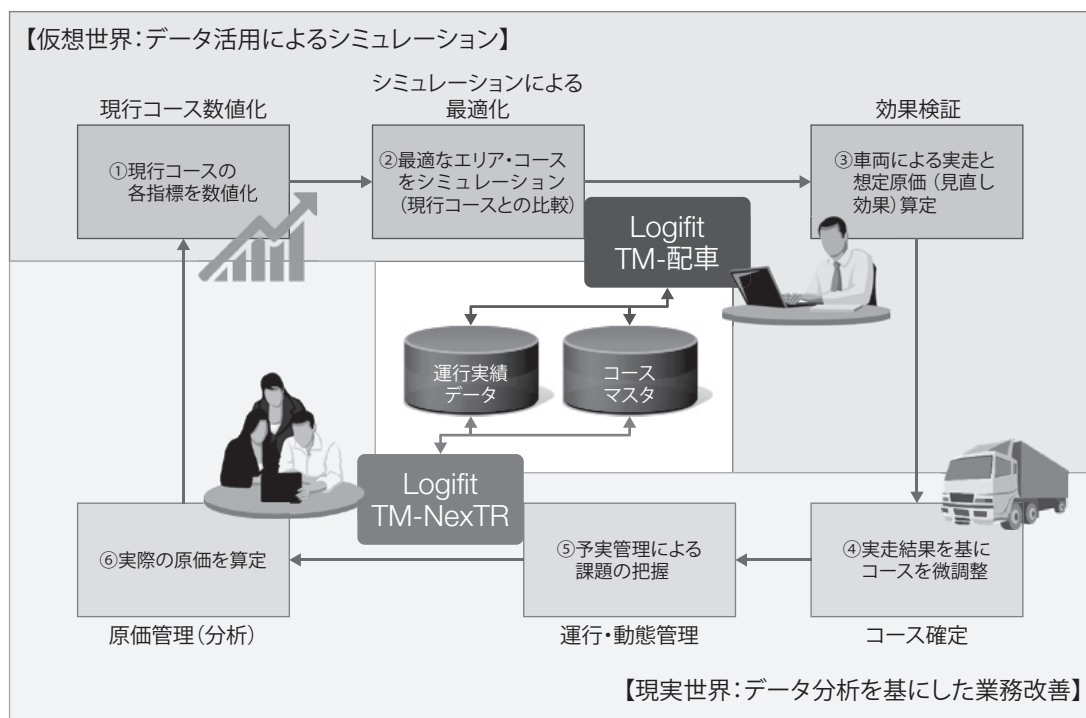 【仮想世界：データ活用によるシミュレーション】
現行コース数値化
①現行コースの
各指標を数値化
シミュレーションによる
最適化
②最適なエリア・コース
をシミュレーション
（現行コースとの比較）
効果検証
③車両による実走と
想定原価（見直し
効果）算定
Logifit
TM-配車
運行実績
データ
コース
マスタ
Logifit
TM-NexTR
⑥実際の原価を算定
原価管理（分析）
⑤予実管理による
課題の把握
運行・動態管理
④実走結果を基に
コースを微調整
コース確定
【現実世界：データ分析を基にした業務改善】